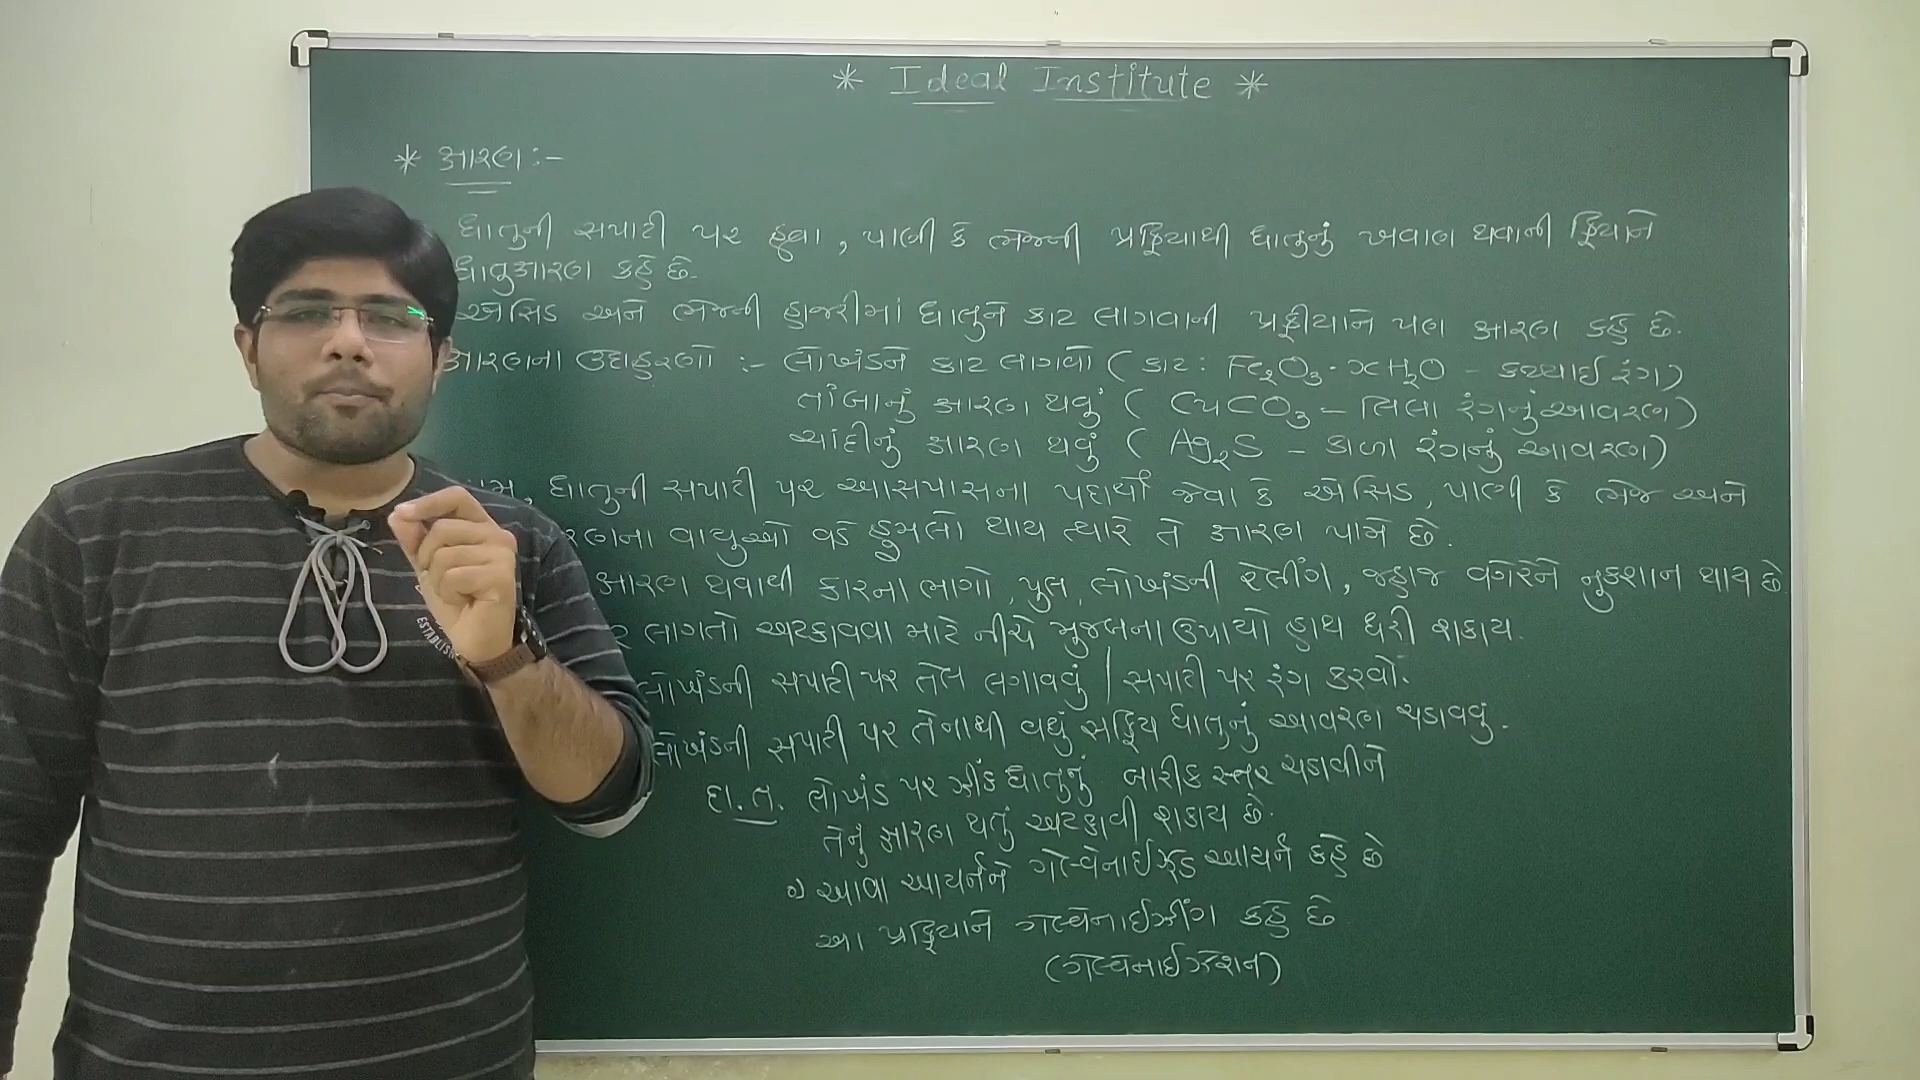 * Ideal Institute *
* ક્ષારણ :-
ધાતુની સપાટી પર હવા, પાણી કે ભેજની પ્રક્રિયાથી ધાતુનું ખવાણ થવાની ક્રિયાને
ધાતુક્ષારણ કહે છે.
એસિડ અને ભેજની હાજરીમાં ધાતુને કાટ લાગવાની પ્રક્રીયાને પણ ક્ષારણ કહે છે.
ક્ષારણના ઉદાહરણો :- લોખંડને કાટ લાગવો ( કાટ : Fe₂O₃·xH₂O - કથ્થાઈ રંગ )
તાંબાનું ક્ષારણ થવું ( CuCO₃ - લિલા રંગનું આવરણ )
ચાંદીનું ક્ષારણ થવું ( Ag₂S - કાળા રંગનું આવરણ )
ધાતુની સપાટી પર આસપાસના પદાર્થો જેવા કે એસિડ, પાણી કે ભેજ અને
વાયુઓ વડે હુમલો થાય ત્યારે તે ક્ષારણ પામે છે.
ક્ષારણ થવાથી કારના ભાગો, પુલ, લોખંડની રેલીંગ, જહાજ વગેરેને નુકશાન થાય છે
લાગતો અટકાવવા માટે નીચે મુજબના ઉપાયો હાથ ધરી શકાય.
લોખંડની સપાટી પર તેલ લગાવવું / સપાટી પર રંગ કરવો.
લોખંડની સપાટી પર તેનાથી વધું સક્રિય ધાતુનું આવરણ ચડાવવું.
દા.ત. લોખંડ પર ઝીંક ધાતુનું બારીક સ્તર ચડાવીને
તેનું ક્ષારણ થતું અટકાવી શકાય છે.
આવા આયર્નને ગેલ્વેનાઈઝ્ડ આયર્ન કહે છે
આ પ્રક્રિયાને ગેલ્વેનાઈઝીંગ કહે છે
(ગેલ્વેનાઈઝેશન)